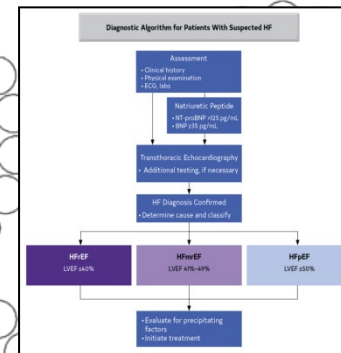 Diagnostic Algorithm for Patients With Suspected HF
Assessment
• Clinical history
• Physical examination
• ECG, labs
Natriuretic Peptide
• NT-proBNP >125 pg/mL
• BNP ≥35 pg/mL
Transthoracic Echocardiography
• Additional testing, if necessary
HF Diagnosis Confirmed
• Determine cause and classify
HFrEF
LVEF ≤40%
HFmrEF
LVEF 41%–49%
HFpEF
LVEF ≥50%
• Evaluate for precipitating
factors
• Initiate treatment